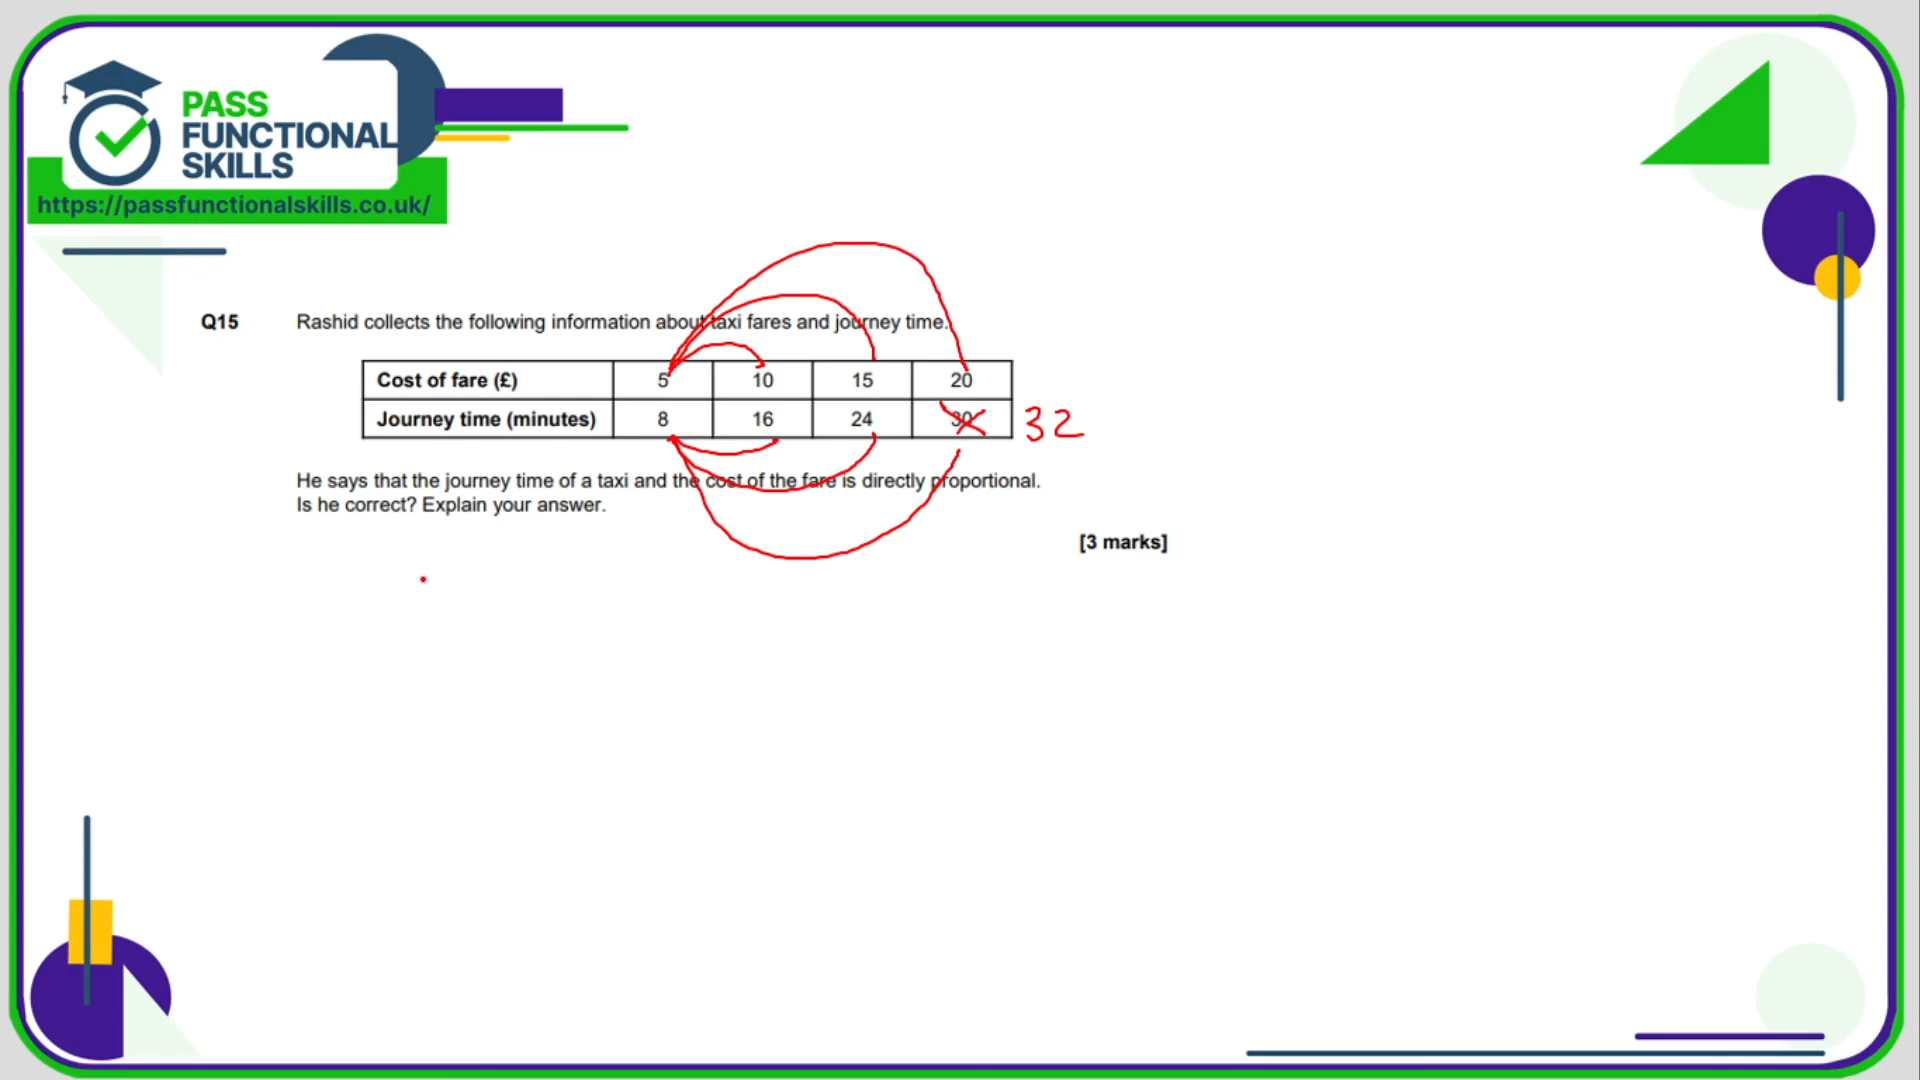 PASS
FUNCTIONAL
SKILLS
https://passfunctionalskills.co.uk/
Q15 Rashid collects the following information about taxi fares and journey time.
Cost of fare (£) 5 10 15 20
Journey time (minutes) 8 16 24 30 32
He says that the journey time of a taxi and the cost of the fare is directly proportional.
Is he correct? Explain your answer.
[3 marks]